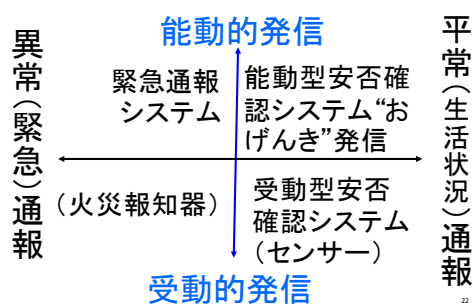 能動的発信
異常（緊急）通報
緊急通報
システム
能動型安否確
認システム“お
げんき”発信
（火災報知器）
受動型安否
確認システム
（センサー）
平常（生活状況）通報
受動的発信
22